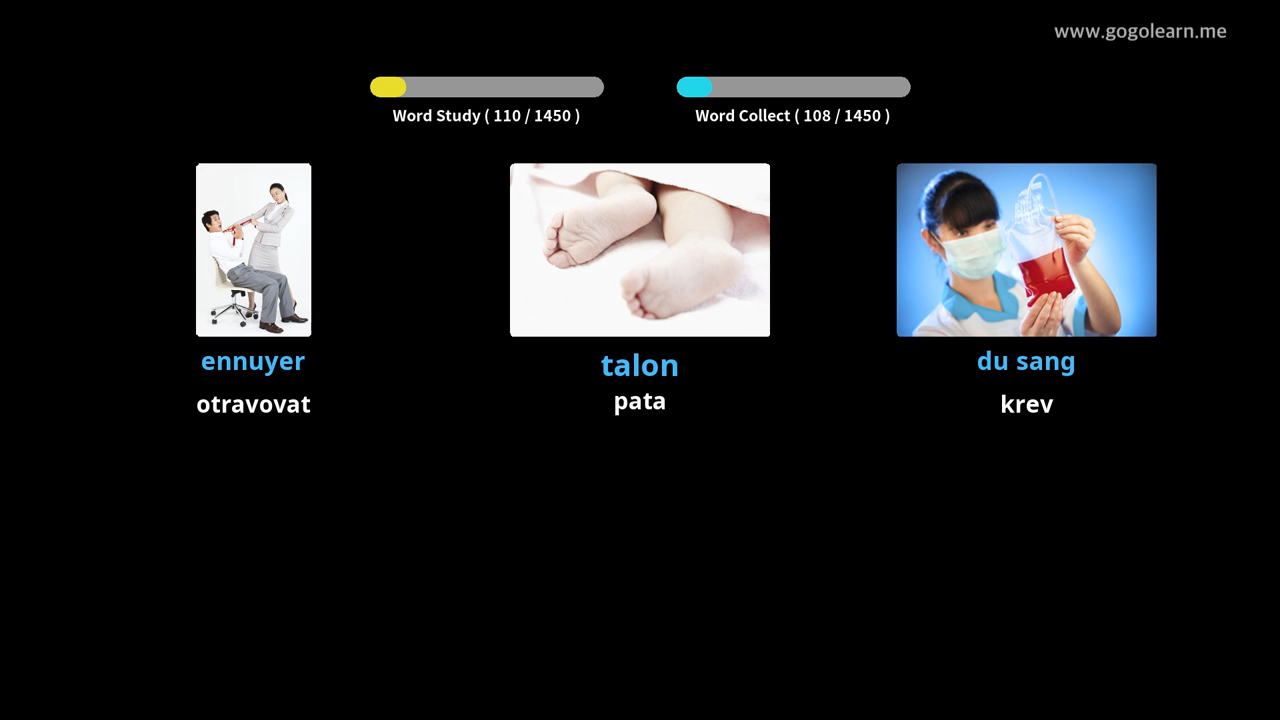 www.gogolearn.me
Word Study ( 110 / 1450 )
Word Collect ( 108 / 1450 )
ennuyer
otravovat
talon
pata
du sang
krev